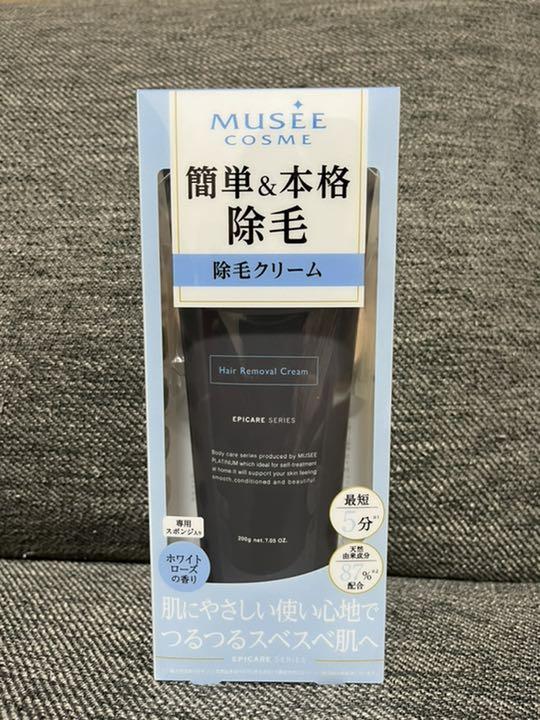 MUSÉE
COSME
簡単&本格
除毛
除毛クリーム
Hair Removal Cream
EPICARE SERIES
Body care series produced by MUSEE
PLATINUM which ideal for self-treatment
at home.It will support your skin feeling
smooth,conditioned and beautiful.
200g net.7.05 OZ.
専用
スポンジ入り
ホワイト
ローズ
の香り
最短
5分
天然
由来成分
87%
配合
肌にやさしい使い心地で
つるつるスベスベ肌へ
EPICARE SERIES